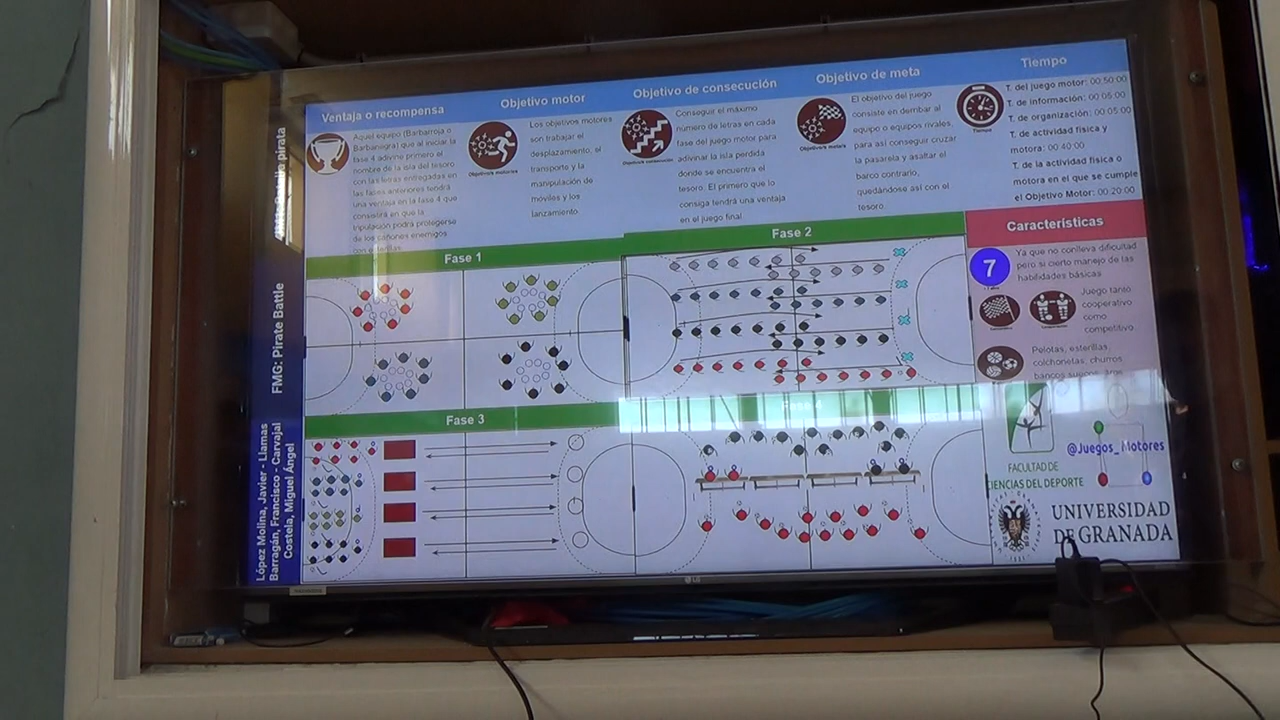 Ventaja o recompensa
Aquel equipo (Barbarroja o
Barbanigra) que al iniciar la
fase 4 adivine primero el
nombre de la isla del tesoro
con las letras entregadas en
las fases anteriores tendrá
una ventaja en la fase 4 que
consistirá en que la
tripulación podrá protegerse
de los cañones enemigos
Objetivo motor
Los objetivos motores
son trabajar el
desplazamiento, el
transporte y la
manipulación de
móviles y los
lanzamiento
Objetivo de consecución
Conseguir el máximo
número de letras en cada
fase del juego motor para
adivinar la isla perdida
donde se encuentra el
tesoro. El primero que lo
consiga tendrá una ventaja
en el juego final
Objetivo de meta
El objetivo del juego
consiste en derribar al
equipo o equipos rivales,
para así conseguir cruzar
la pasarela y asaltar el
barco contrario,
quedándose así con el
tesoro
Tiempo
Tiempo
T. del juego motor: 00:50:00
T. de información: 00:05:00
T. de organización: 00:05:00
T. de actividad física y
motora: 00:40:00
T. de la actividad física o
motora en el que se cumple
el Objetivo Motor: 00:20:00
Características
7
Ya que no conlleva dificultad
pero si cierto manejo de las
habilidades básicas
Juego tanto
cooperativo
como
competitivo
Pelotas, esterillas,
colchonetas, churros,
Fase 1
Fase 2
Fase 3
pirata
FMG: Pirate Battle
López Molina, Javier - Llamas
Barragán, Francisco - Carvajal
Costela, Miguel Ángel
@Juegos_Motores
FACULTAD DE
CIENCIAS DEL DEPORTE
UNIVERSIDAD
DE GRANADA
LG